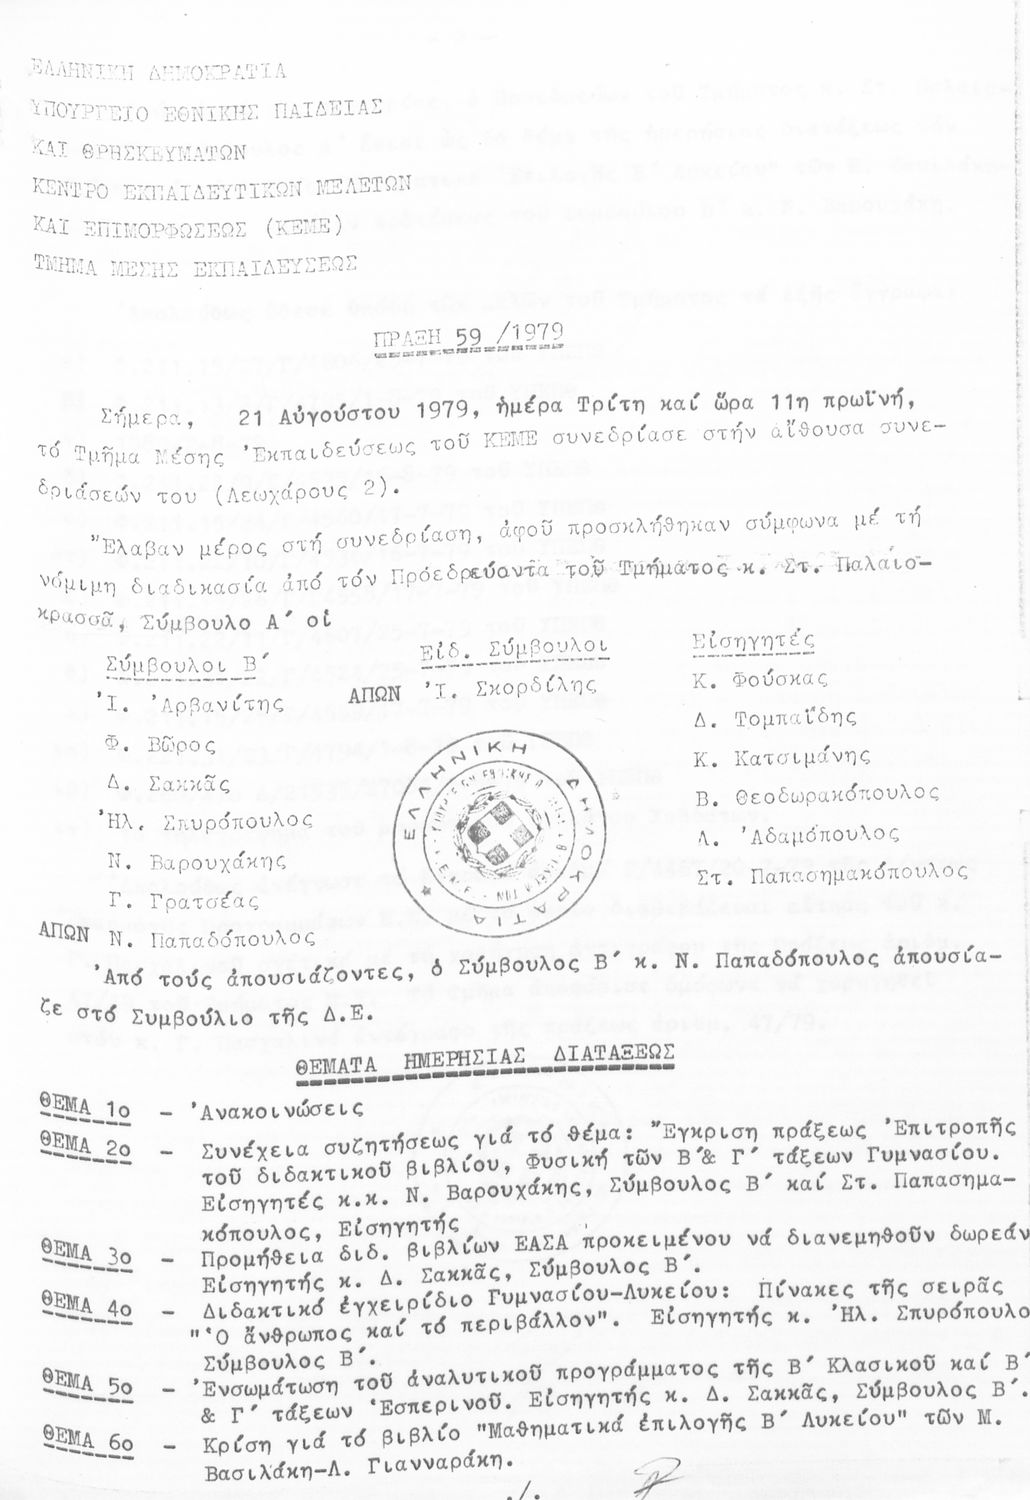 ΕΛΛΗΝΙΚΗ ΔΗΜΟΚΡΑΤΙΑ
ΥΠΟΥΡΓΕΙΟ ΕΘΝΙΚΗΣ ΠΑΙΔΕΙΑΣ
ΚΑΙ ΘΡΗΣΚΕΥΜΑΤΩΝ
ΚΕΝΤΡΟ ΕΚΠΑΙΔΕΥΤΙΚΩΝ ΜΕΛΕΤΩΝ
ΚΑΙ ΕΠΙΜΟΡΦΩΣΕΩΣ (ΚΕΜΕ)
ΤΜΗΜΑ ΜΕΣΗΣ ΕΚΠΑΙΔΕΥΣΕΩΣ
ΠΡΑΞΗ 59 /1979
Σήμερα, 21 Αὐγούστου 1979, ἡμέρα Τρίτη καί ὥρα 11η πρωϊνή,
τό Τμῆμα Μέσης Ἐκπαιδεύσεως τοῦ ΚΕΜΕ συνεδρίασε στήν αἴθουσα συνε-
δριάσεών του (Λεωχάρους 2).
Ἔλαβαν μέρος στή συνεδρίαση, ἀφοῦ προσκλήθηκαν σύμφωνα μέ τή
νόμιμη διαδικασία ἀπό τόν Προεδρεύοντα τοῦ Τμήματος κ. Στ. Παλαιο-
κρασσᾶ, Σύμβουλο Α´ οἱ
Σύμβουλοι Β´ Εἰδ. Σύμβουλοι Εἰσηγητές
Ἰ. Ἀρβανίτης ΑΠΩΝ Ἰ. Σκορδίλης Κ. Φούσκας
Φ. Βῶρος Δ. Τομπαΐδης
Δ. Σακκᾶς Κ. Κατσιμάνης
Ἠλ. Σπυρόπουλος Β. Θεοδωρακόπουλος
Ν. Βαρουχάκης Λ. Ἀδαμόπουλος
Γ. Γρατσέας Στ. Παπασημακόπουλος
ΑΠΩΝ Ν. Παπαδόπουλος
ΕΛΛΗΝΙΚΗ ΔΗΜΟΚΡΑΤΙΑ
Ἀπό τούς ἀπουσιάζοντες, ὁ Σύμβουλος Β´ κ. Ν. Παπαδόπουλος ἀπουσία-
ζε στό Συμβούλιο τῆς Δ.Ε.
ΘΕΜΑΤΑ ΗΜΕΡΗΣΙΑΣ ΔΙΑΤΑΞΕΩΣ
ΘΕΜΑ 1ο - Ἀνακοινώσεις
ΘΕΜΑ 2ο - Συνέχεια συζητήσεως γιά τό θέμα: Ἔγκριση πράξεως Ἐπιτροπῆς
τοῦ διδακτικοῦ βιβλίου, Φυσική τῶν Β´& Γ´ τάξεων Γυμνασίου.
Εἰσηγητές κ.κ. Ν. Βαρουχάκης, Σύμβουλος Β´ καί Στ. Παπασημα-
κόπουλος, Εἰσηγητής
ΘΕΜΑ 3ο - Προμήθεια διδ. βιβλίων ΕΑΣΑ προκειμένου νά διανεμηθοῦν δωρεάν
Εἰσηγητής κ. Δ. Σακκᾶς, Σύμβουλος Β´.
ΘΕΜΑ 4ο - Διδακτικό ἐγχειρίδιο Γυμνασίου-Λυκείου: Πίνακες τῆς σειρᾶς
"Ὁ ἄνθρωπος καί τό περιβάλλον". Εἰσηγητής κ. Ἠλ. Σπυρόπουλο
Σύμβουλος Β´.
ΘΕΜΑ 5ο - Ἐνσωμάτωση τοῦ ἀναλυτικοῦ προγράμματος τῆς Β´ Κλασικοῦ καί Β´
& Γ´ τάξεων Ἑσπερινοῦ. Εἰσηγητής κ. Δ. Σακκᾶς, Σύμβουλος Β´.
ΘΕΜΑ 6ο - Κρίση γιά τό βιβλίο "Μαθηματικά ἐπιλογῆς Β´ Λυκείου" τῶν Μ.
Βασιλάκη-Λ. Γιανναράκη.
./.